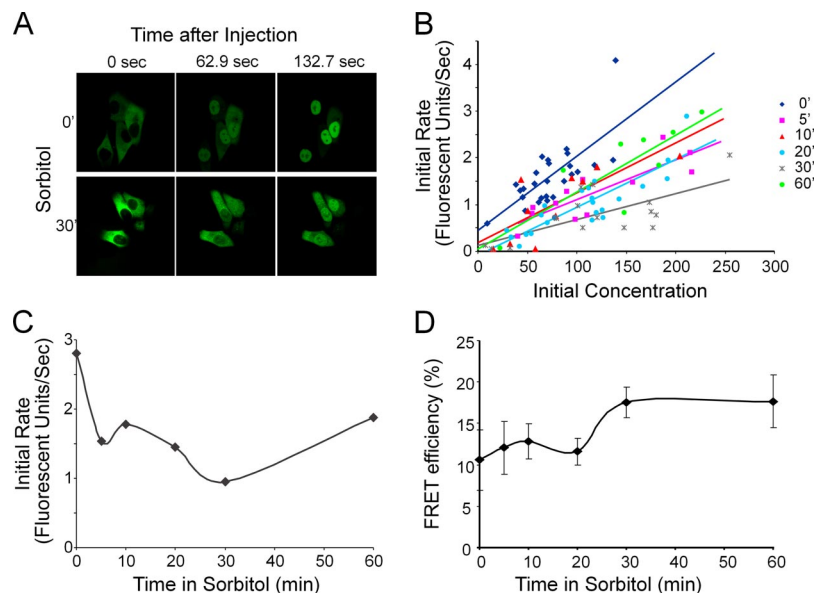 A
Time after Injection
0 sec
62.9 sec
132.7 sec
Sorbitol
0'
30'
B
Initial Rate
(Fluorescent Units/Sec)
4
3
2
1
0
0
50
100
150
200
250
300
Initial Concentration
0'
5'
10'
20'
30'
60'
C
Initial Rate
(Fluorescent Units/Sec)
3
2
1
0
0
10
20
30
40
50
60
Time in Sorbitol (min)
D
FRET efficiency (%)
25
20
15
10
5
0
0
10
20
30
40
50
60
Time in Sorbitol (min)